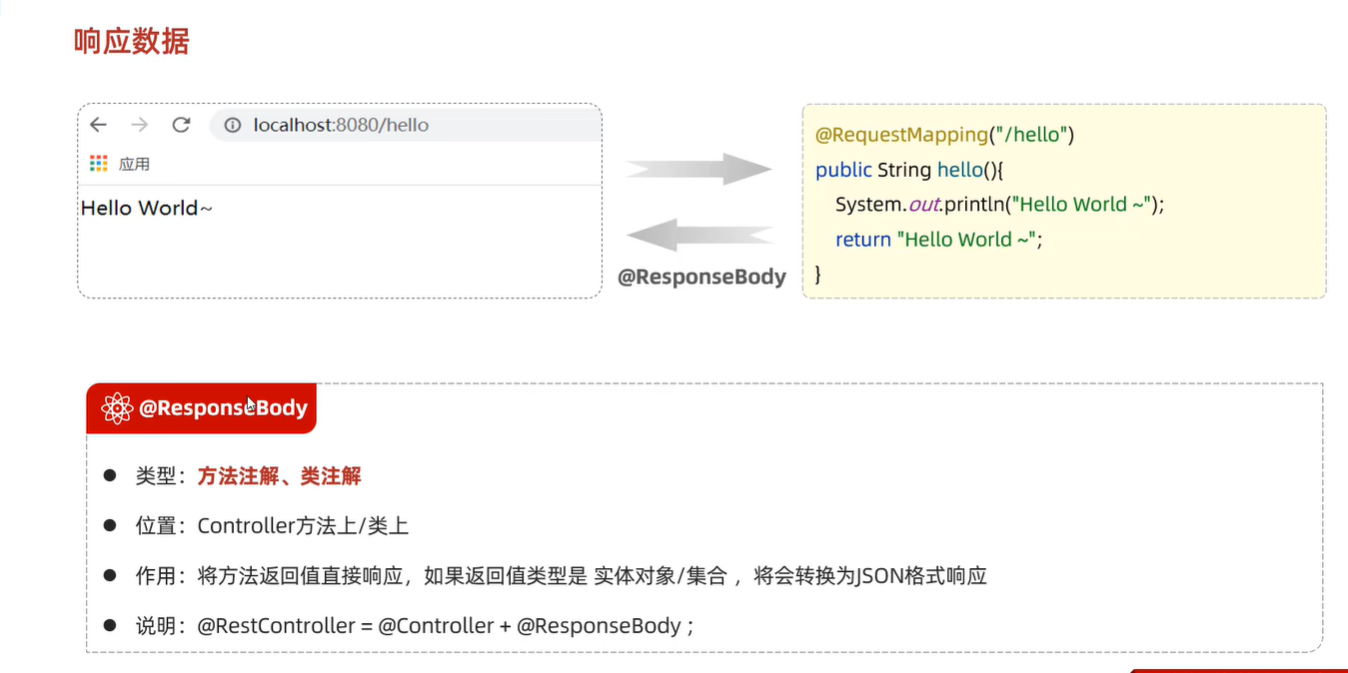 响应数据
localhost:8080/hello
应用
Hello World~
@ResponseBody
@RequestMapping("/hello")
public String hello(){
System.out.println("Hello World ~");
return "Hello World ~";
}
@ResponseBody
类型：方法注解、类注解
位置：Controller方法上/类上
作用：将方法返回值直接响应，如果返回值类型是 实体对象/集合 ，将会转换为JSON格式响应
说明：@RestController = @Controller + @ResponseBody ;